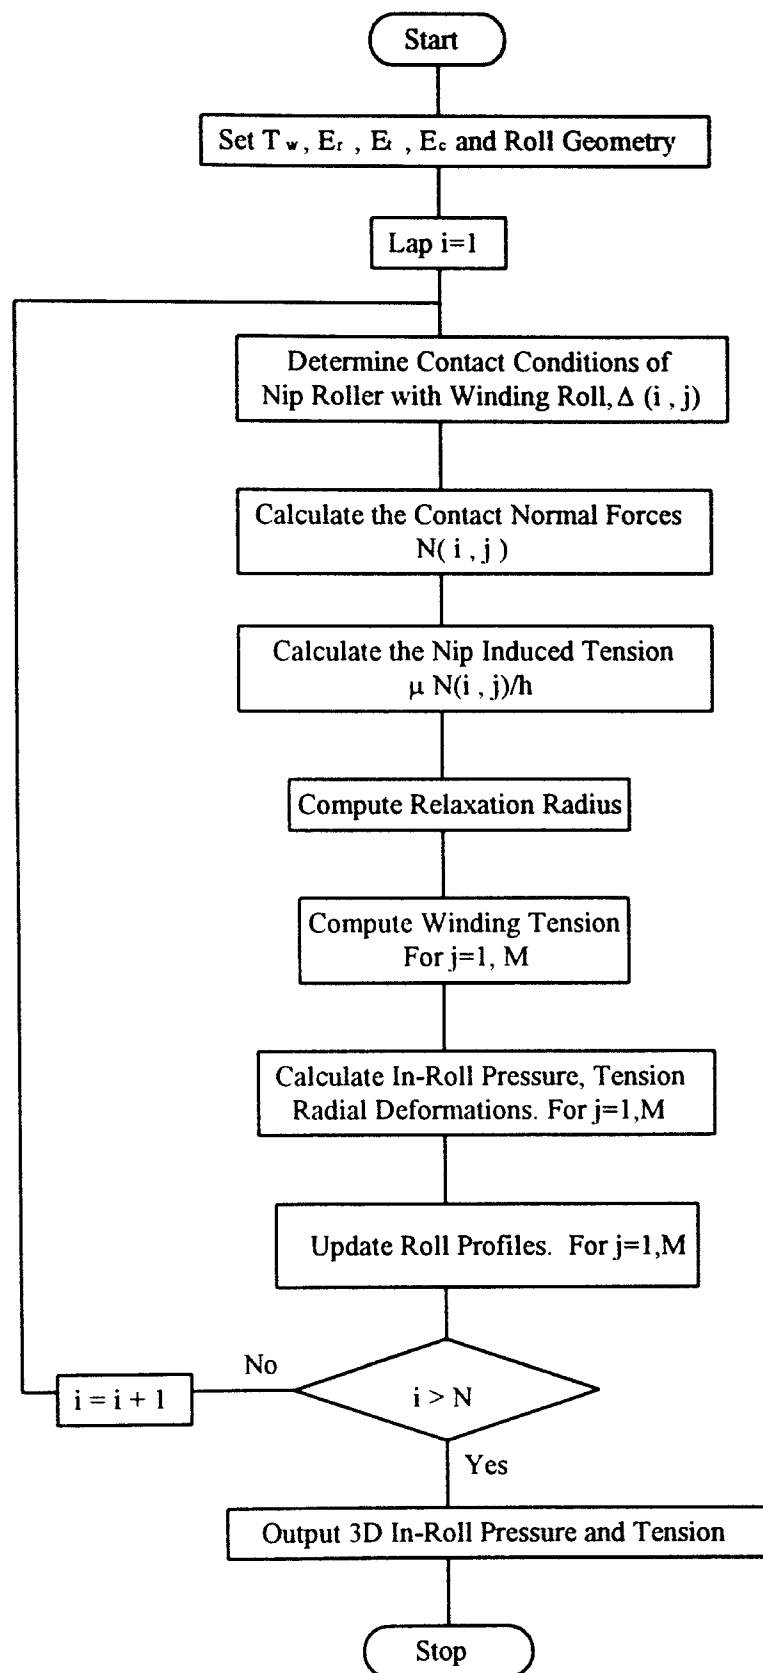 Start
Set T w , E r , E t , E c and Roll Geometry
Lap i=1
Determine Contact Conditions of
Nip Roller with Winding Roll, Δ (i , j)
Calculate the Contact Normal Forces
N( i , j )
Calculate the Nip Induced Tension
μ N(i , j)/h
Compute Relaxation Radius
Compute Winding Tension
For j=1, M
Calculate In-Roll Pressure, Tension
Radial Deformations. For j=1,M
Update Roll Profiles. For j=1,M
No
i = i + 1
i > N
Yes
Output 3D In-Roll Pressure and Tension
Stop